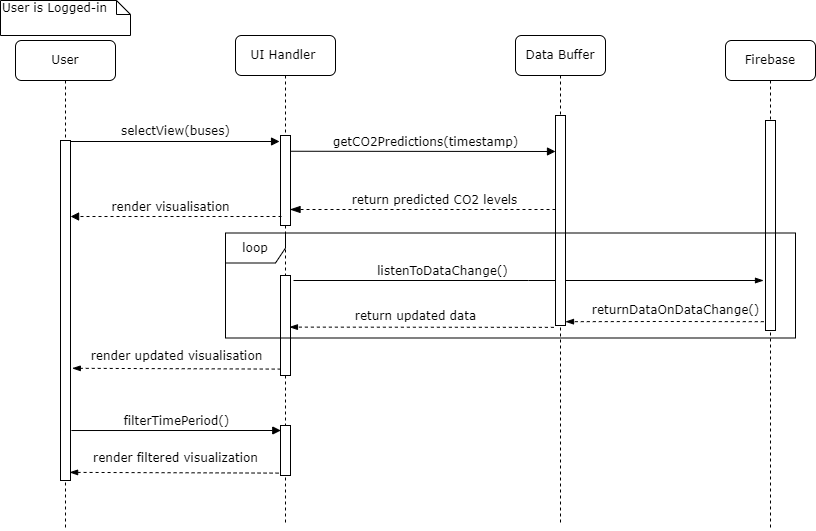 User is Logged-in
User
UI Handler
Data Buffer
Firebase
selectView(buses)
getCO2Predictions(timestamp)
return predicted CO2 levels
render visualisation
loop
listenToDataChange()
returnDataOnDataChange()
return updated data
render updated visualisation
filterTimePeriod()
render filtered visualization